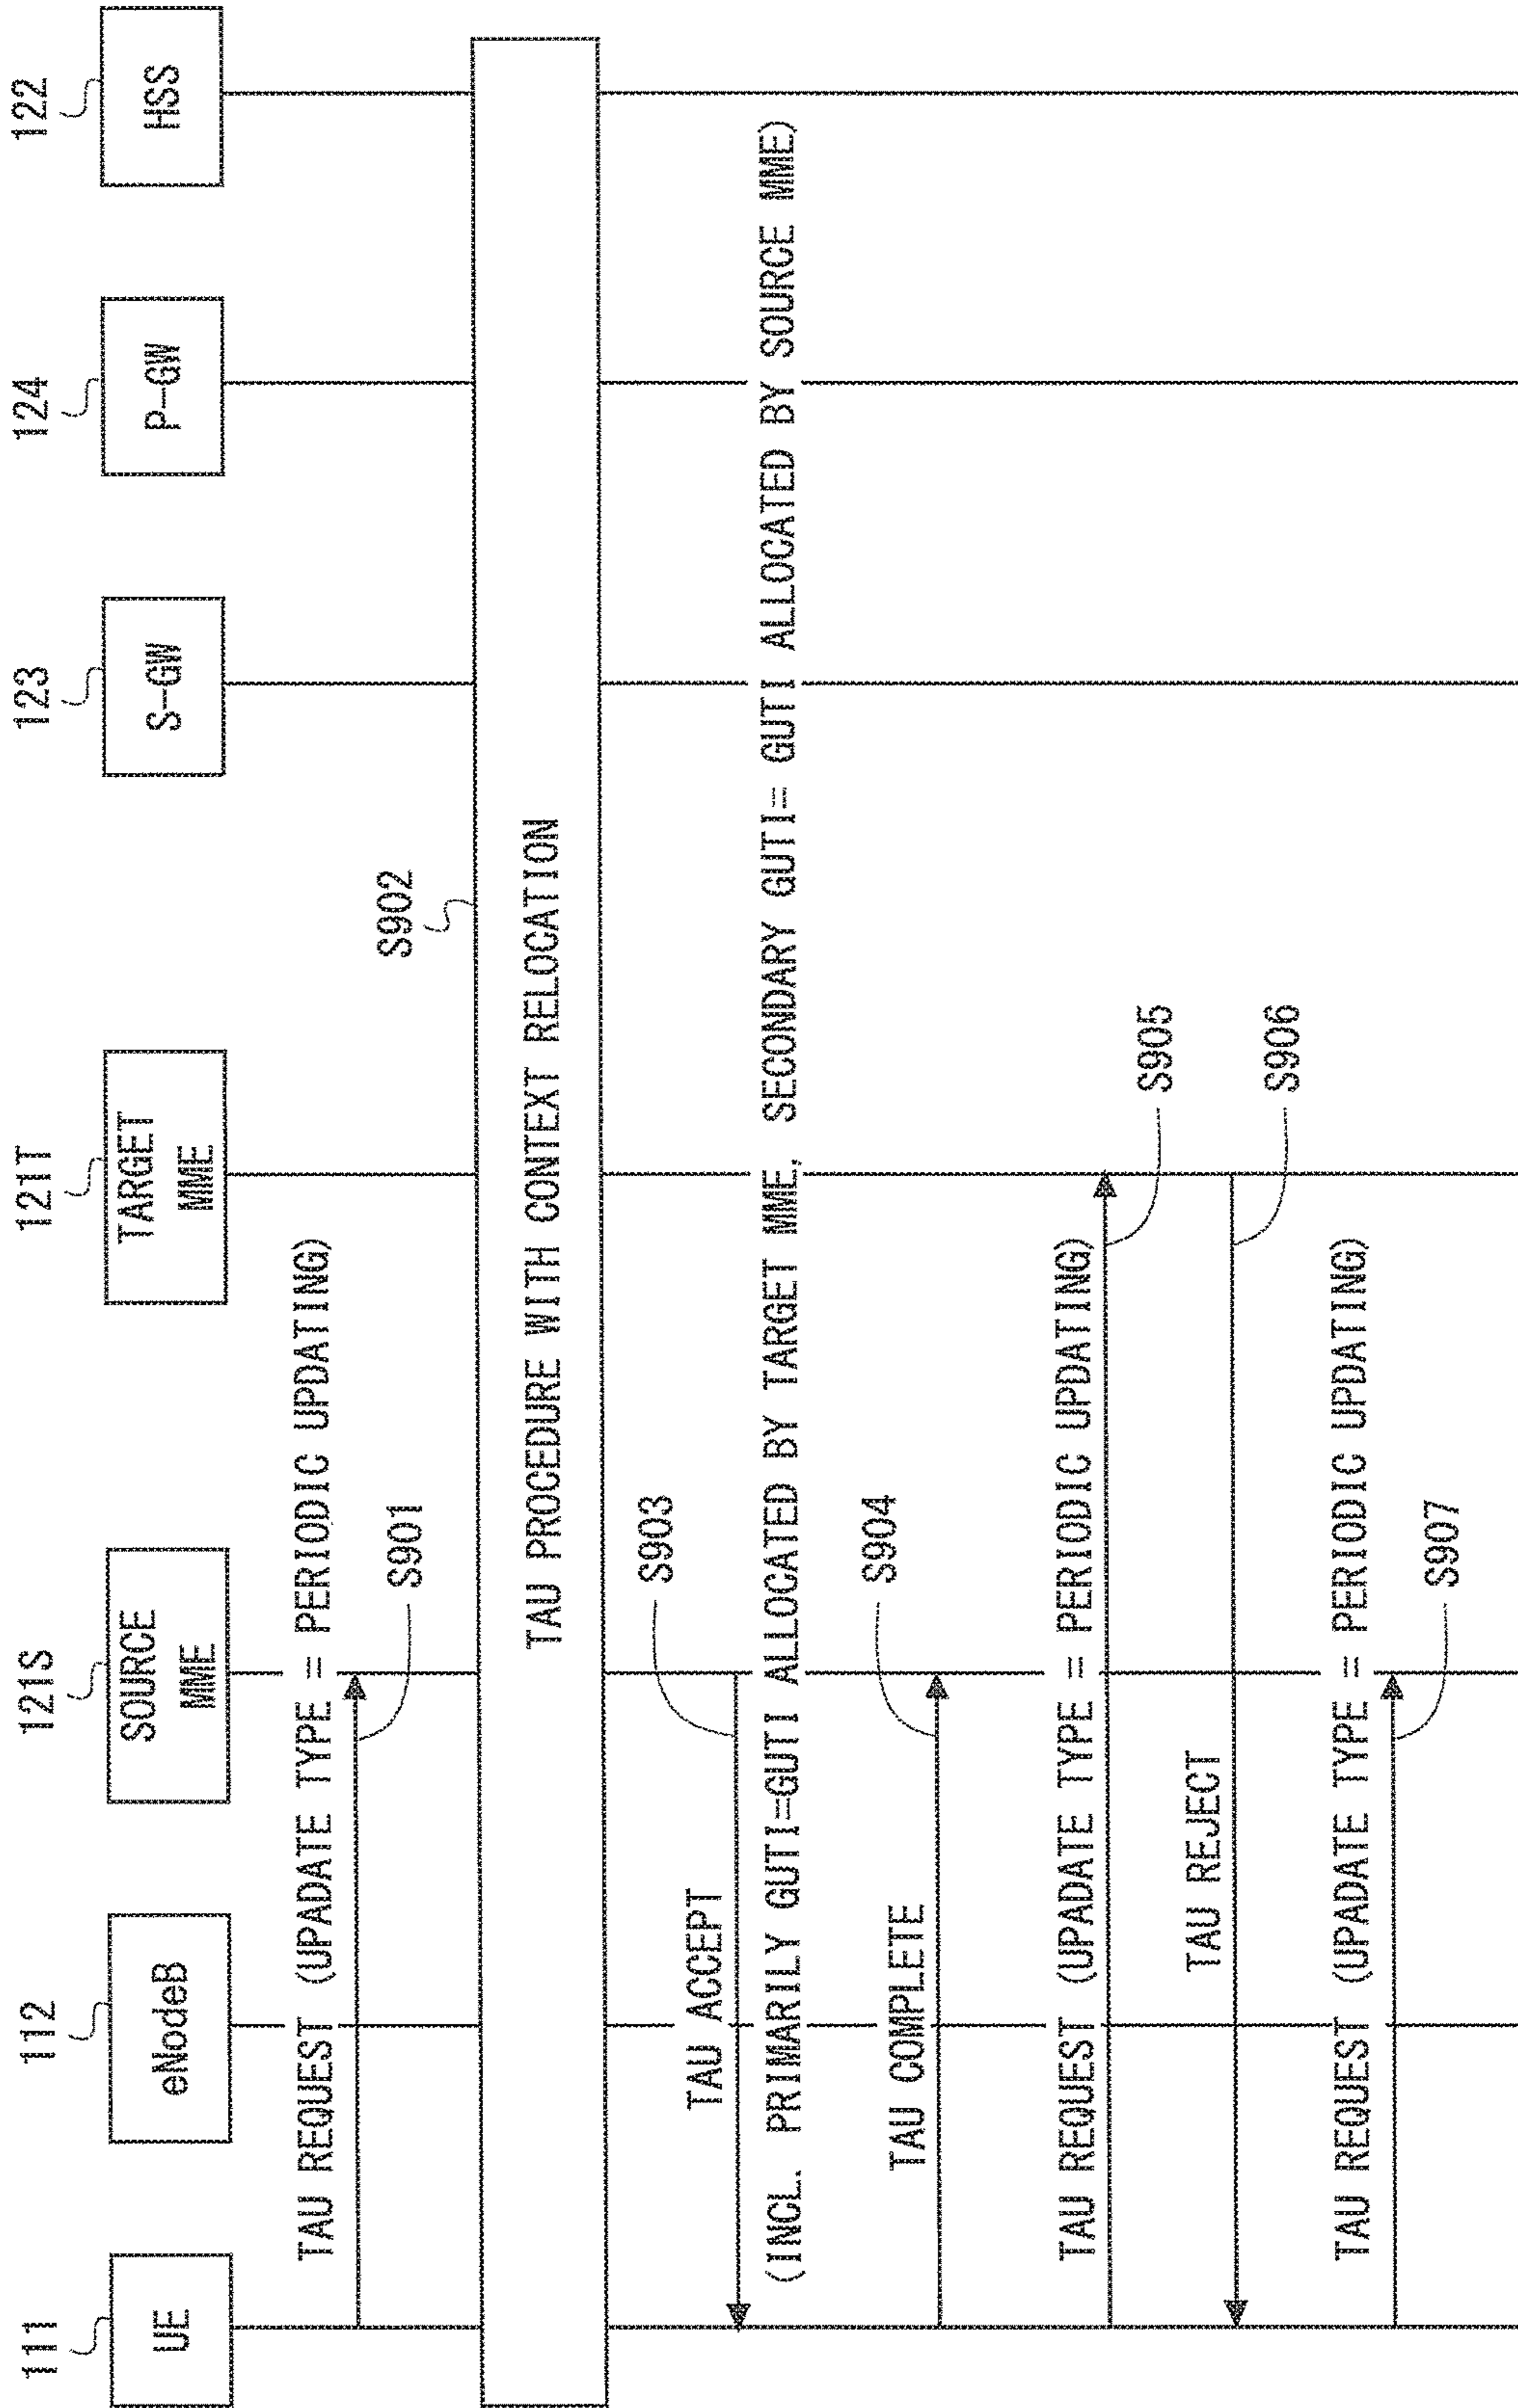 111
112
121S
121T
123
124
122
UE
eNodeB
SOURCE
MME
TARGET
MME
S-GW
P-GW
HSS
TAU REQUEST (UPADATE TYPE = PERIODIC UPDATING)
S901
S902
TAU PROCEDURE WITH CONTEXT RELOCATION
S903
TAU ACCEPT
(INCL. PRIMARILY GUTI=GUTI ALLOCATED BY TARGET MME, SECONDARY GUTI= GUTI ALLOCATED BY SOURCE MME)
S904
TAU COMPLETE
TAU REQUEST (UPADATE TYPE = PERIODIC UPDATING)
S905
TAU REJECT
S906
TAU REQUEST (UPADATE TYPE = PERIODIC UPDATING)
S907